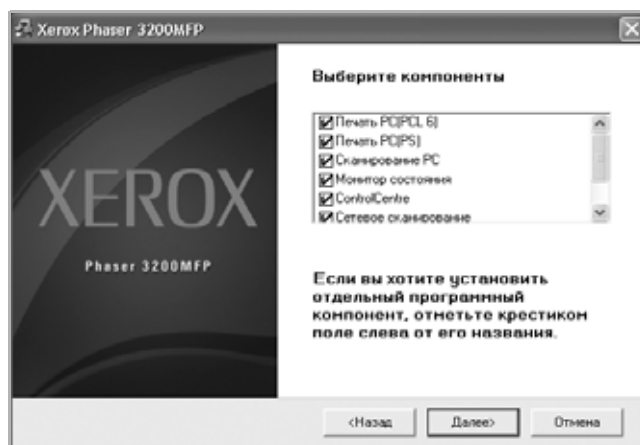 Xerox Phaser 3200MFP
XEROX
Phaser 3200MFP
Выберите компоненты
Печать PC(PCL 6)
Печать PC(PS)
Сканирование PC
Монитор состояния
ControlCentre
Сетевое сканирование
Если вы хотите установить
отдельный программный
компонент, отметьте крестиком
поле слева от его названия.
<Назад
Далее>
Отмена